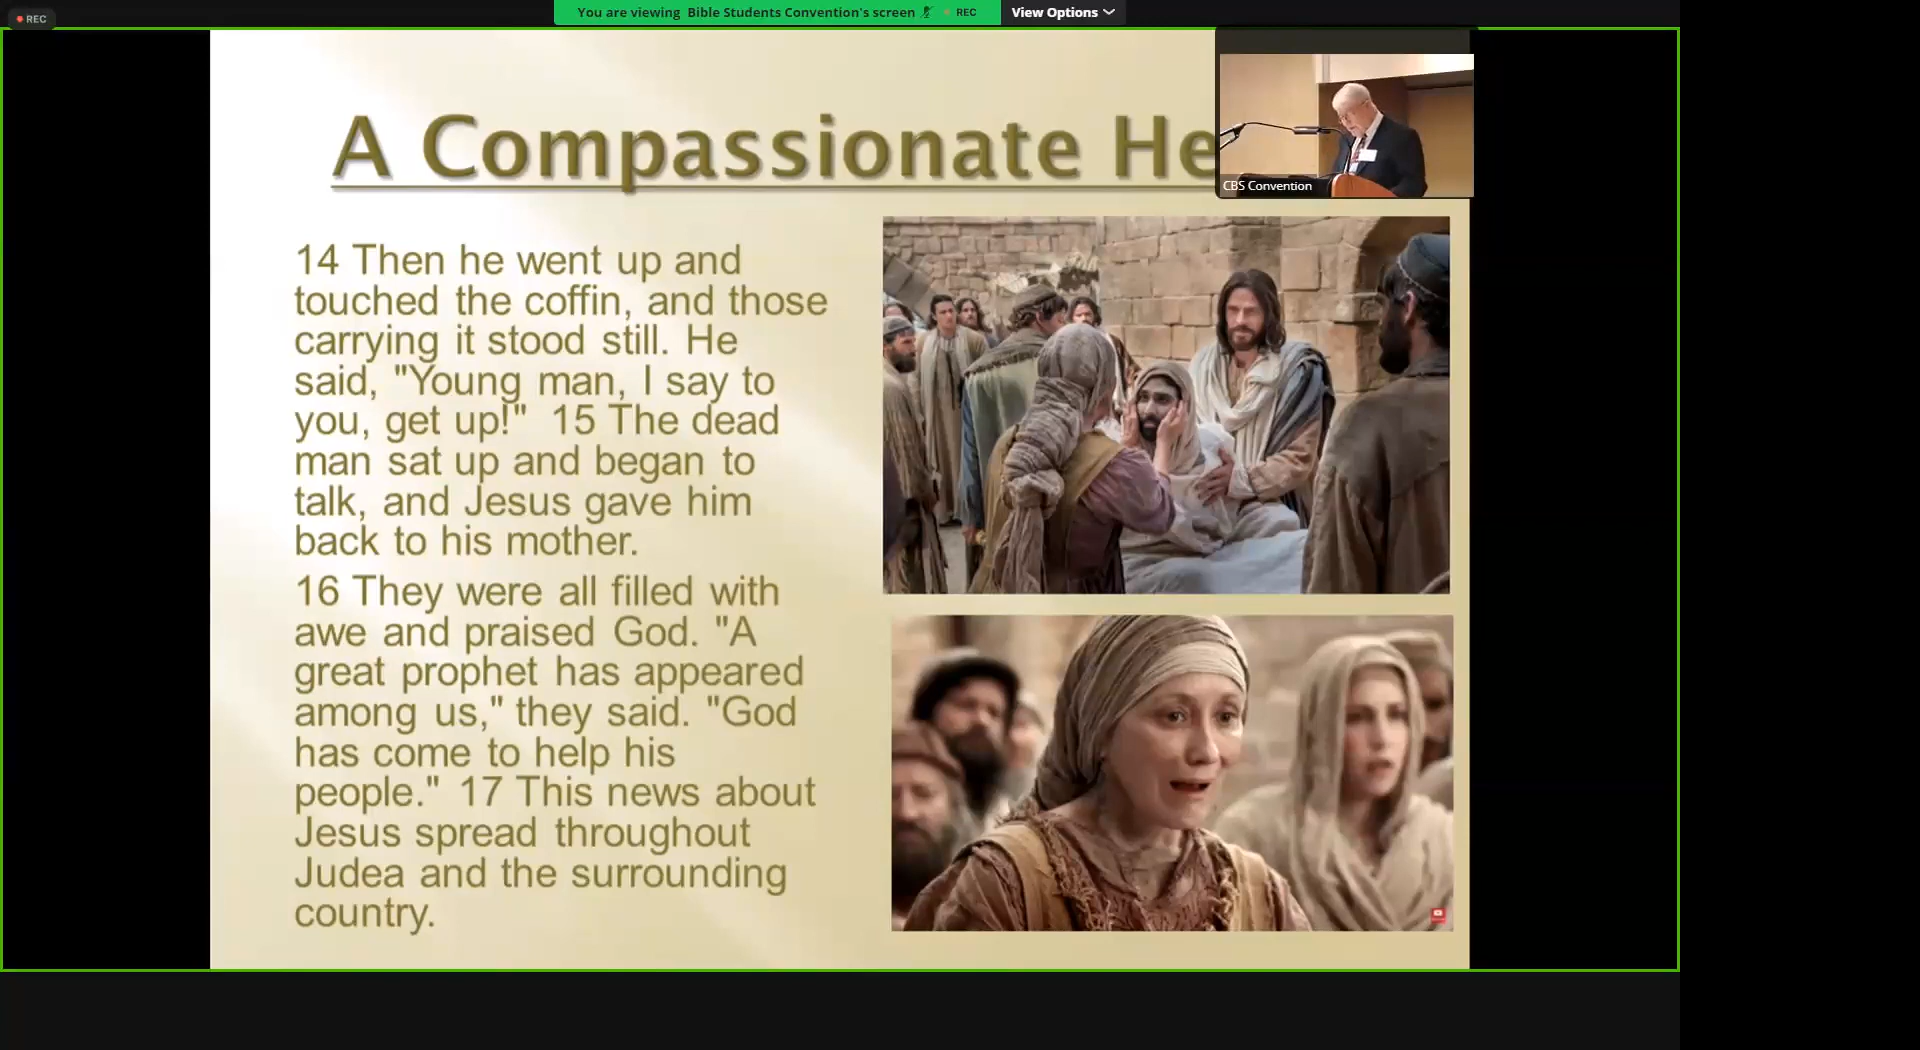 REC
You are viewing Bible Students Convention's screen
REC
View Options
A Compassionate He
CBS Convention
14 Then he went up and
touched the coffin, and those
carrying it stood still. He
said, "Young man, I say to
you, get up!" 15 The dead
man sat up and began to
talk, and Jesus gave him
back to his mother.
16 They were all filled with
awe and praised God. "A
great prophet has appeared
among us," they said. "God
has come to help his
people." 17 This news about
Jesus spread throughout
Judea and the surrounding
country.